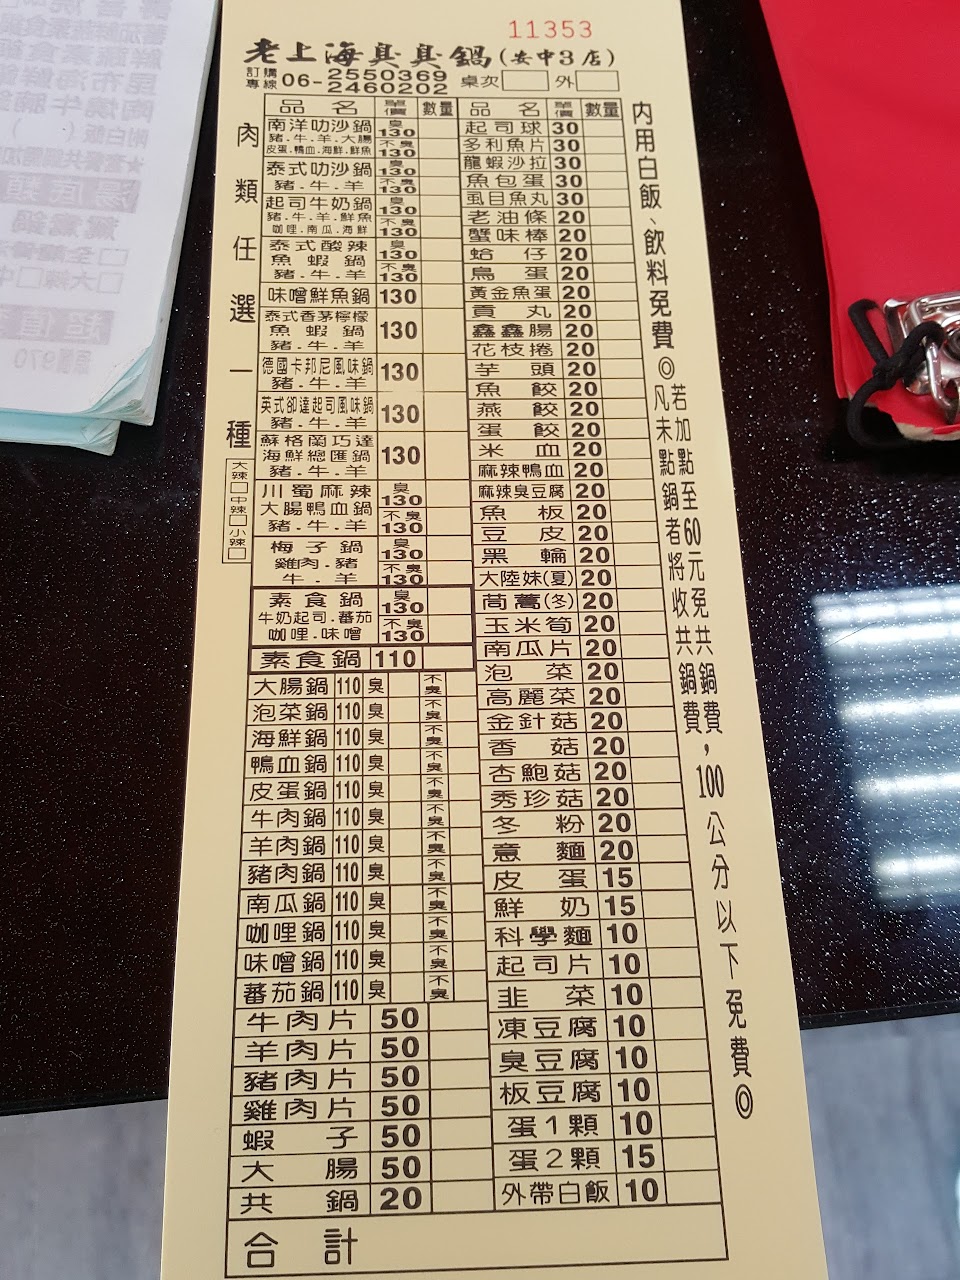 11353
老上海臭臭鍋(安中3店)
訂購專線 06-2550369 2460202 桌次 外
品名 單價 數量
肉類任選一種
大辣 中辣 小辣
南洋叻沙鍋 臭 130
豬.牛.羊.大腸 不臭 130
皮蛋.鴨血.海鮮.鮮魚
泰式叻沙鍋 臭 130
豬.牛.羊 不臭 130
起司牛奶鍋 臭 130
豬.牛.羊.鮮魚 不臭 130
咖哩.南瓜.海鮮
泰式酸辣 臭 130
魚蝦鍋 不臭 130
豬.牛.羊
味噌鮮魚鍋 130
泰式香茅檸檬
魚蝦鍋 130
豬.牛.羊
德國卡邦尼風味鍋 130
豬.牛.羊
英式卻達起司風味鍋 130
豬.牛.羊
蘇格蘭巧達
海鮮總匯鍋 130
豬.牛.羊
川蜀麻辣 臭 130
大腸鴨血鍋 不臭 130
豬.牛.羊
梅子鍋 臭 130
雞肉.豬 不臭 130
牛.羊
素食鍋 臭 130
牛奶起司.蕃茄 不臭 130
咖哩.味噌
素食鍋 110
大腸鍋 110 臭 不臭
泡菜鍋 110 臭 不臭
海鮮鍋 110 臭 不臭
鴨血鍋 110 臭 不臭
皮蛋鍋 110 臭 不臭
牛肉鍋 110 臭 不臭
羊肉鍋 110 臭 不臭
豬肉鍋 110 臭 不臭
南瓜鍋 110 臭 不臭
咖哩鍋 110 臭 不臭
味噌鍋 110 臭 不臭
蕃茄鍋 110 臭 不臭
牛肉片 50
羊肉片 50
豬肉片 50
雞肉片 50
蝦子 50
大腸 50
共鍋 20
品名 單價 數量
起司球 30
多利魚片 30
龍蝦沙拉 30
魚包蛋 30
虱目魚丸 30
老油條 20
蟹味棒 20
蛤仔 20
鳥蛋 20
黃金魚蛋 20
貢丸 20
鑫鑫腸 20
花枝捲 20
芋頭 20
魚餃 20
燕餃 20
蛋餃 20
米血 20
麻辣鴨血 20
麻辣臭豆腐 20
魚板 20
豆皮 20
黑輪 20
大陸妹(夏) 20
茼蒿(冬) 20
玉米筍 20
南瓜片 20
泡菜 20
高麗菜 20
金針菇 20
香菇 20
杏鮑菇 20
秀珍菇 20
冬粉 20
意麵 20
皮蛋 15
鮮奶 15
科學麵 10
起司片 10
韭菜 10
凍豆腐 10
臭豆腐 10
板豆腐 10
蛋1顆 10
蛋2顆 15
外帶白飯 10
合計
內用白飯、飲料免費◎
若加點至60元免共鍋費，
凡未點鍋者將收共鍋費
100公分以下免費◎